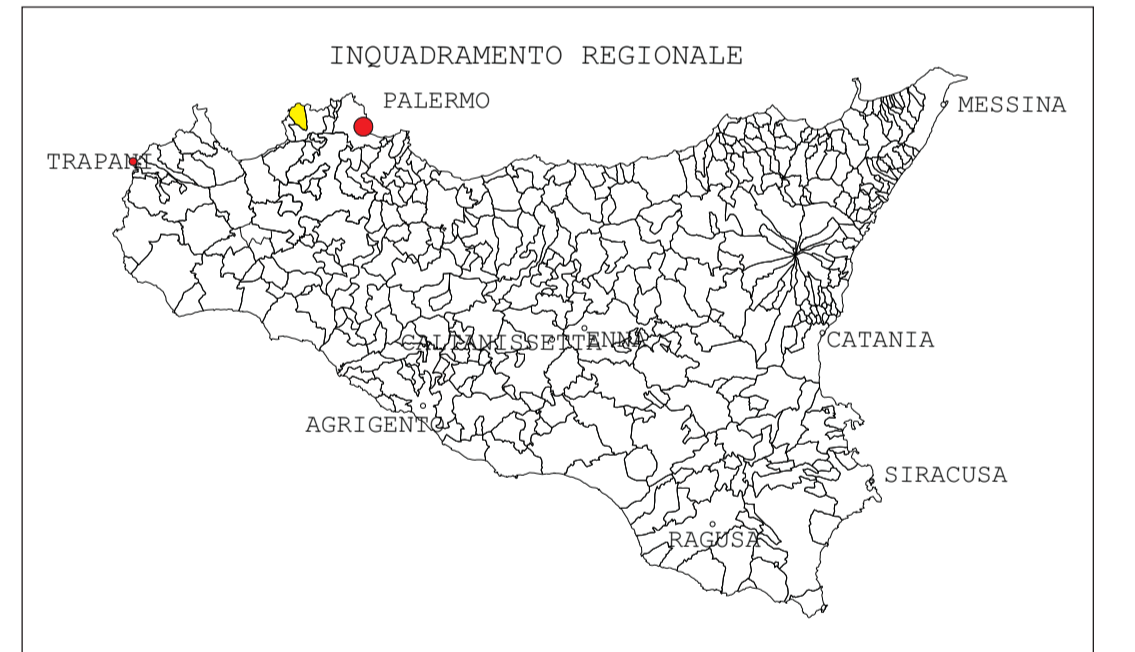 INQUADRAMENTO REGIONALE
PALERMO
MESSINA
TRAPANI
CALTANISSETTA
ENNA
CATANIA
AGRIGENTO
SIRACUSA
RAGUSA